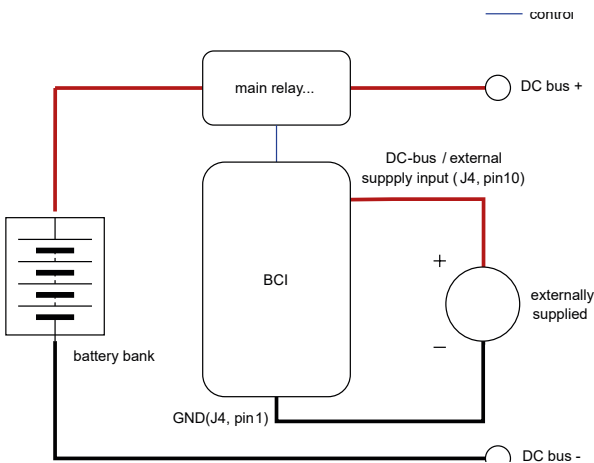 control
main relay...
DC bus +
DC-bus / external
suppply input (J4, pin10)
+
BCI
externally
supplied
−
battery bank
GND(J4, pin1)
DC bus -